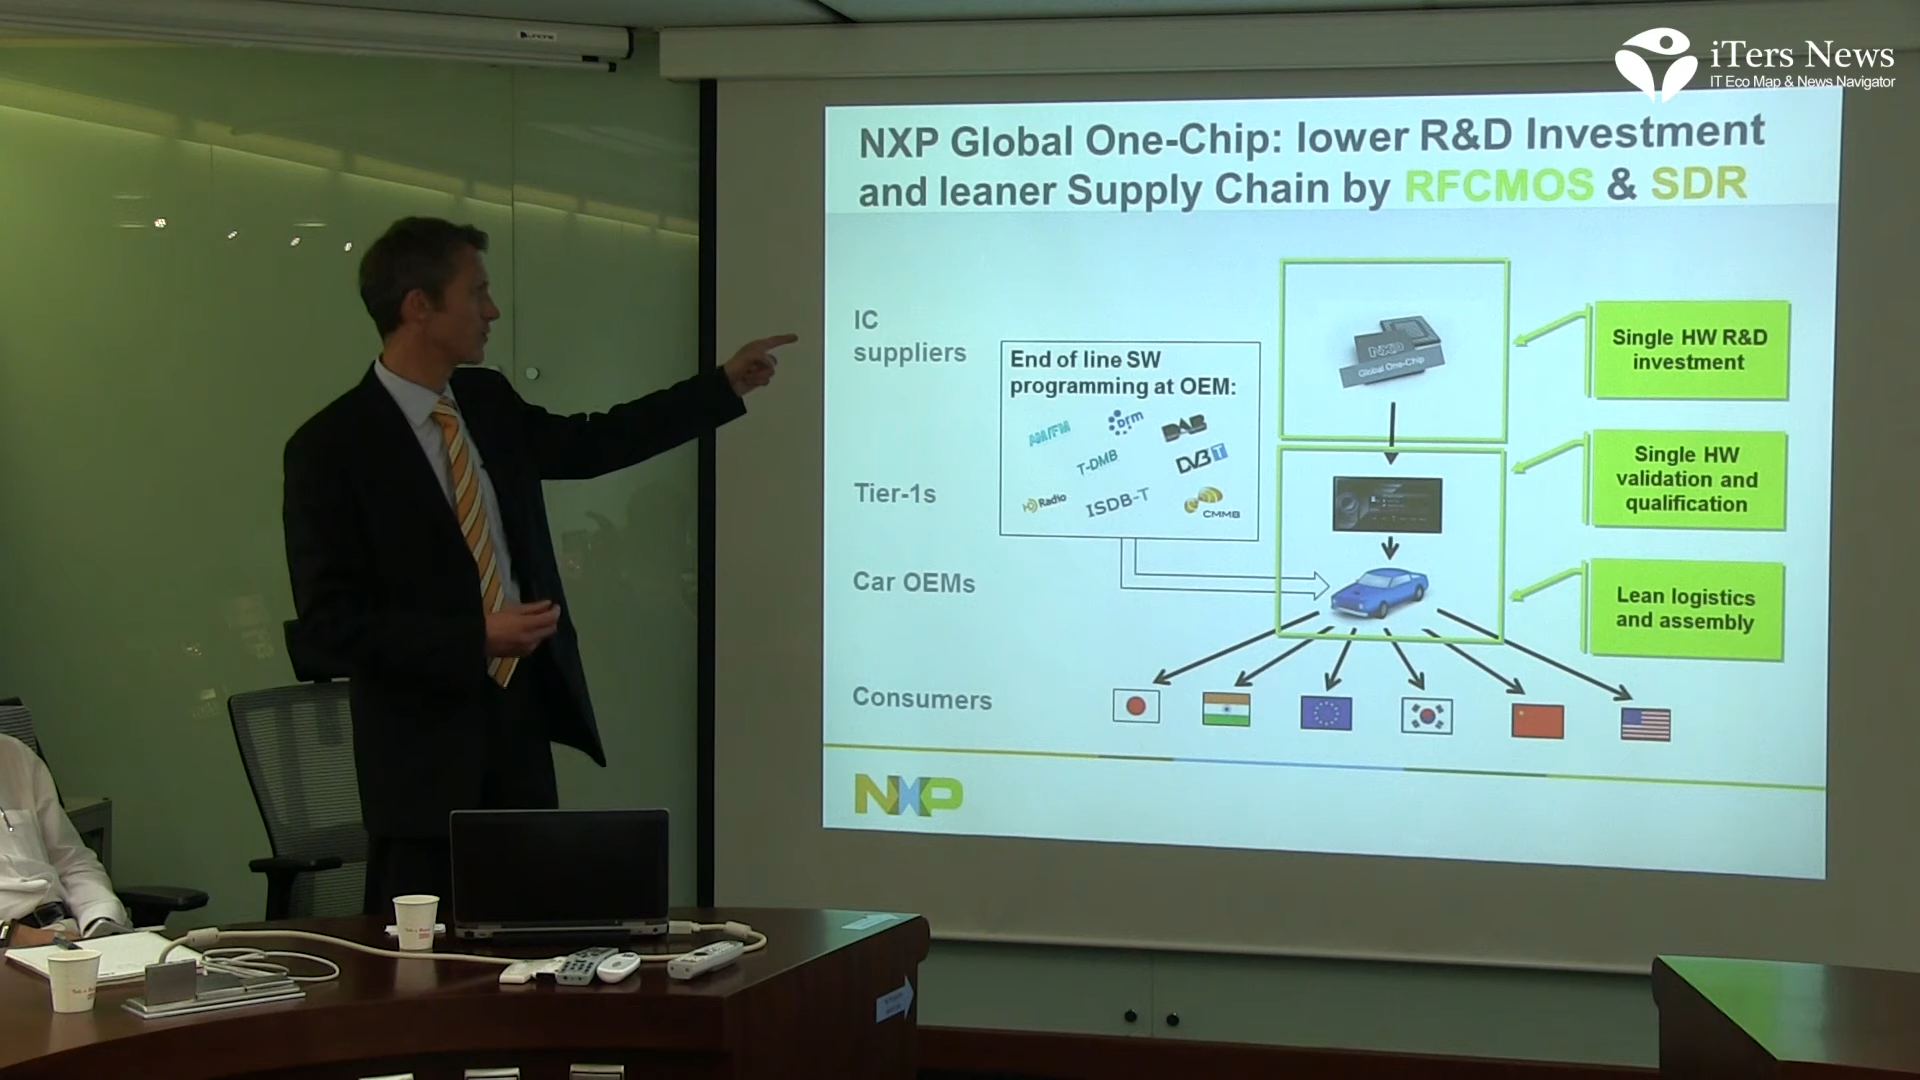 iTers News
IT Eco Map & News Navigator
NXP Global One-Chip: lower R&D Investment
and leaner Supply Chain by RFCMOS & SDR
IC
suppliers
Tier-1s
Car OEMs
Consumers
End of line SW
programming at OEM:
AM/FM
DRM
DAB
T-DMB
DVB T
HD Radio
ISDB-T
CMMB
NXP
Global One-Chip
Single HW R&D
investment
Single HW
validation and
qualification
Lean logistics
and assembly
NXP